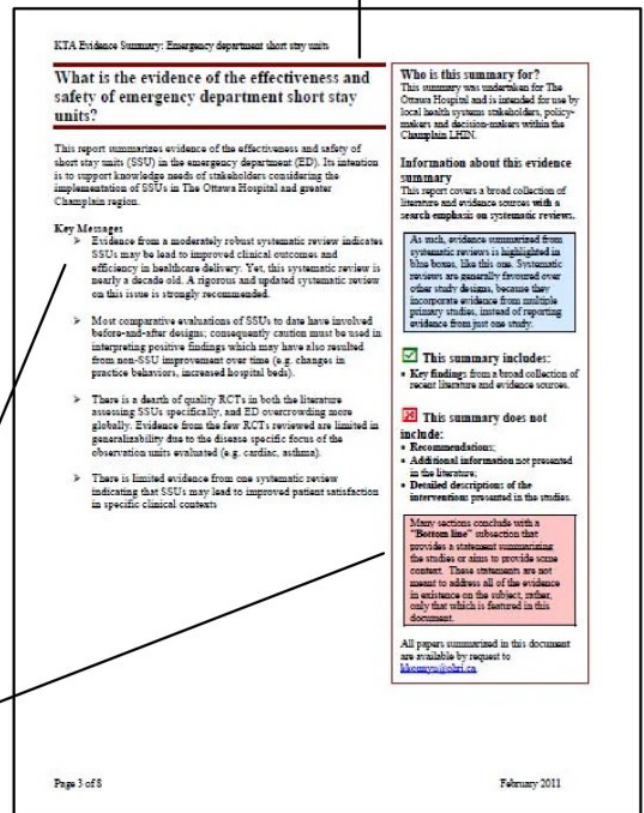 KTA Evidence Summary: Emergency department short stay units
What is the evidence of the effectiveness and
safety of emergency department short stay
units?
This report summarizes evidence of the effectiveness and safety of
short stay units (SSU) in the emergency department (ED). Its intention
is to support knowledge needs of stakeholders considering the
implementation of SSUs in The Ottawa Hospital and greater
Champlain region.
Key Messages
➢ Evidence from a moderately robust systematic review indicates
SSUs may be lead to improved clinical outcomes and
efficiency in healthcare delivery. Yet, this systematic review is
nearly a decade old. A rigorous and updated systematic review
on this issue is strongly recommended.
➢ Most comparative evaluations of SSUs to date have involved
before-and-after designs; consequently caution must be used in
interpreting positive findings which may have also resulted
from non-SSU improvement over time (e.g. changes in
practice behaviors, increased hospital beds).
➢ There is a dearth of quality RCTs in both the literature
assessing SSUs specifically, and ED overcrowding more
globally. Evidence from the few RCTs reviewed are limited in
generalizability due to the disease specific focus of the
observation units evaluated (e.g. cardiac, asthma).
➢ There is limited evidence from one systematic review
indicating that SSUs may lead to improved patient satisfaction
in specific clinical contexts
Who is this summary for?
This summary was undertaken for The
Ottawa Hospital and is intended for use by
local health systems stakeholders, policy-
makers and decision-makers within the
Champlain LHIN.
Information about this evidence
summary
This report covers a broad collection of
literature and evidence sources with a
search emphasis on systematic reviews.
As such, evidence summarized from
systematic reviews is highlighted in
blue boxes, like this one. Systematic
reviews are generally favoured over
other study designs, because they
incorporate evidence from multiple
primary studies, instead of reporting
evidence from just one study.
This summary includes:
• Key findings from a broad collection of
recent literature and evidence sources.
This summary does not
include:
• Recommendations;
• Additional information not presented
in the literature;
• Detailed descriptions of the
interventions presented in the studies.
Many sections conclude with a
"Bottom line" subsection that
provides a statement summarizing
the studies or aims to provide some
context. These statements are not
meant to address all of the evidence
in existence on the subject, rather,
only that which is featured in this
document.
All papers summarized in this document
are available by request to
kkonnyu@ohri.ca
Page 3 of 8
February 2011